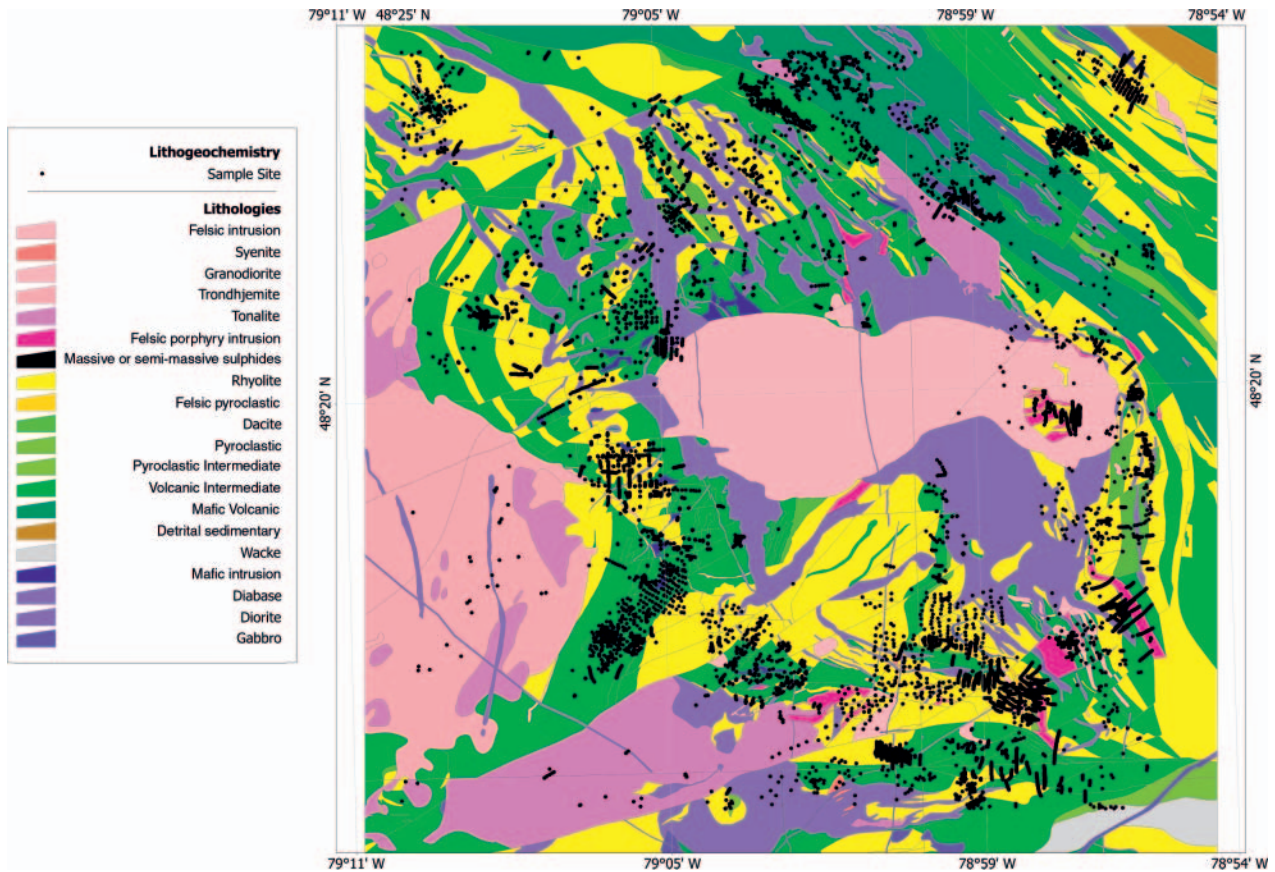 79°11' W 48°25' N
79°05' W
78°59' W
78°54' W
Lithogeochemistry
Sample Site
Lithologies
Felsic intrusion
Syenite
Granodiorite
Trondhjemite
Tonalite
Felsic porphyry intrusion
Massive or semi-massive sulphides
Rhyolite
Felsic pyroclastic
Dacite
Pyroclastic
Pyroclastic Intermediate
Volcanic Intermediate
Mafic Volcanic
Detrital sedimentary
Wacke
Mafic intrusion
Diabase
Diorite
Gabbro
48°20' N
48°20' N
79°11' W
79°05' W
78°59' W
78°54' W